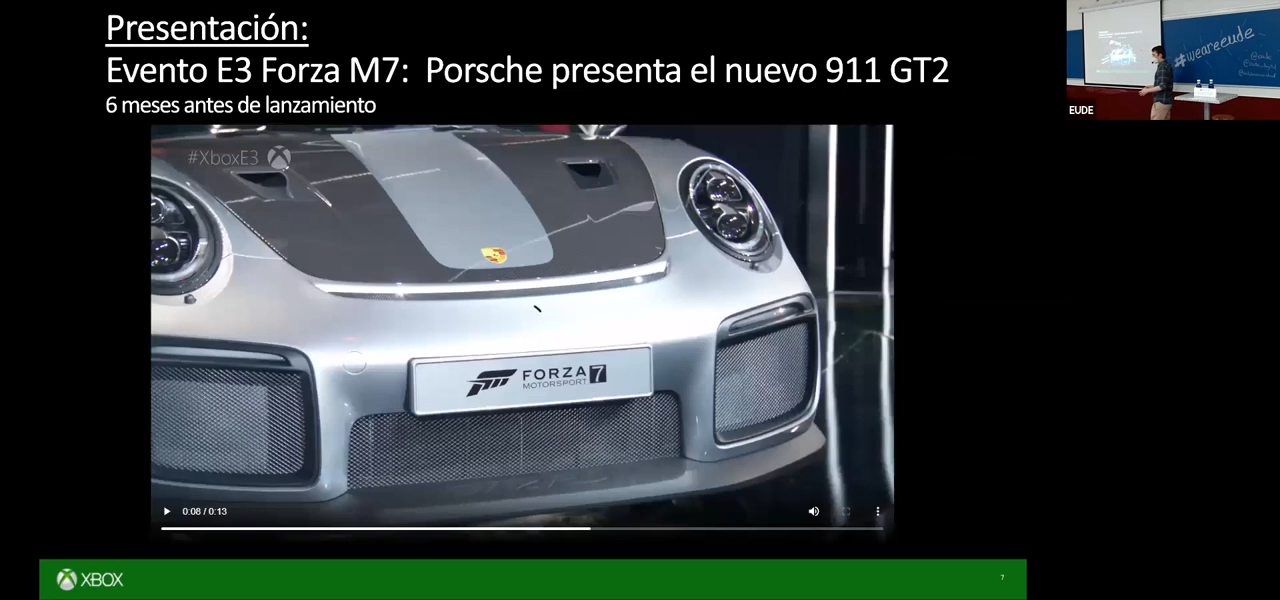 Presentación:
Evento E3 Forza M7: Porsche presenta el nuevo 911 GT2
6 meses antes de lanzamiento
#XboxE3
FORZA
MOTORSPORT 7
0:08 / 0:13
XBOX
7
#weareeude
EUDE